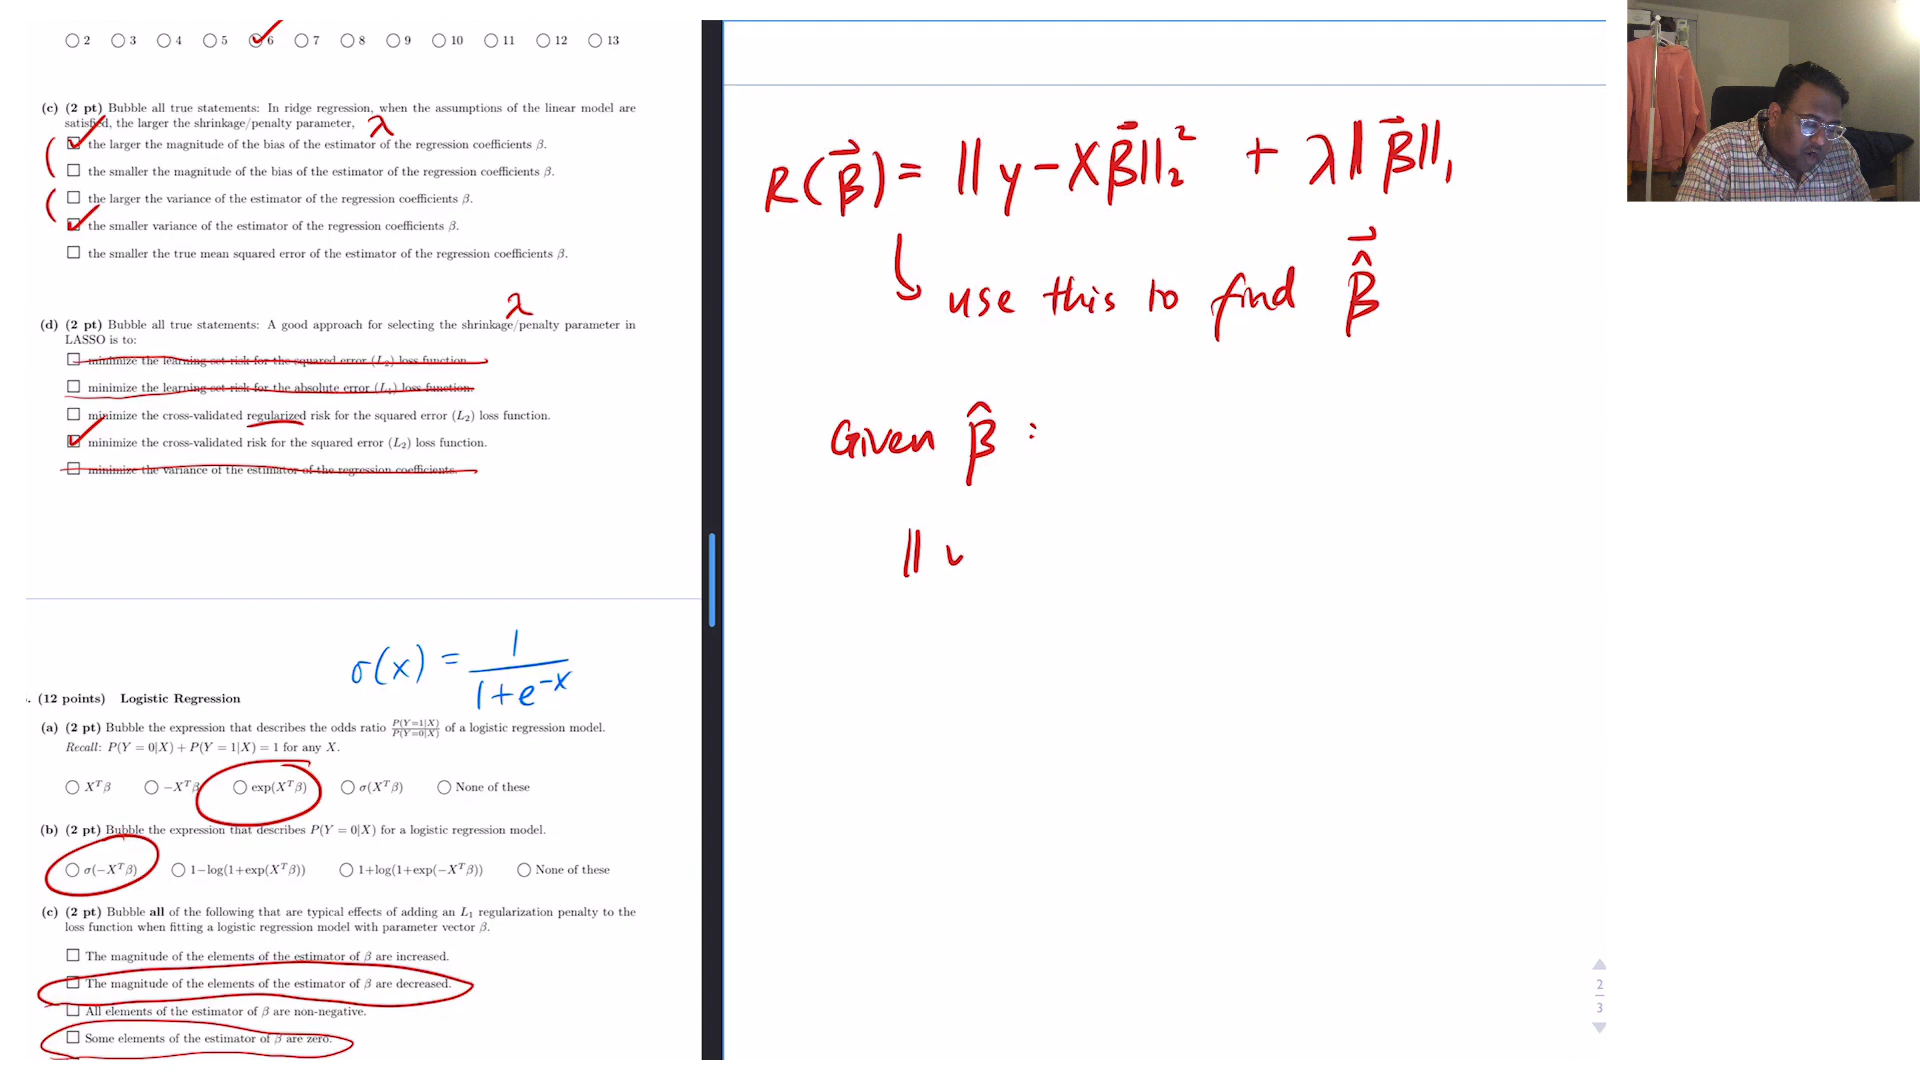 2 3 4 5 6 7 8 9 10 11 12 13
(c) (2 pt) Bubble all true statements: In ridge regression, when the assumptions of the linear model are
satisfied, the larger the shrinkage/penalty parameter, λ
the larger the magnitude of the bias of the estimator of the regression coefficients β.
the smaller the magnitude of the bias of the estimator of the regression coefficients β.
the larger the variance of the estimator of the regression coefficients β.
the smaller variance of the estimator of the regression coefficients β.
the smaller the true mean squared error of the estimator of the regression coefficients β.
λ
(d) (2 pt) Bubble all true statements: A good approach for selecting the shrinkage/penalty parameter in
LASSO is to:
minimize the learning set risk for the squared error (L₂) loss function.
minimize the learning set risk for the absolute error (L₁) loss function.
minimize the cross-validated regularized risk for the squared error (L₂) loss function.
minimize the cross-validated risk for the squared error (L₂) loss function.
minimize the variance of the estimator of the regression coefficients.
σ(x) = 1 / (1+e^-x)
. (12 points) Logistic Regression
(a) (2 pt) Bubble the expression that describes the odds ratio P(Y=1|X)/P(Y=0|X) of a logistic regression model.
Recall: P(Y = 0|X) + P(Y = 1|X) = 1 for any X.
Xᵀβ −Xᵀβ exp(Xᵀβ) σ(Xᵀβ) None of these
(b) (2 pt) Bubble the expression that describes P(Y = 0|X) for a logistic regression model.
σ(−Xᵀβ) 1−log(1+exp(Xᵀβ)) 1+log(1+exp(−Xᵀβ)) None of these
(c) (2 pt) Bubble all of the following that are typical effects of adding an L₁ regularization penalty to the
loss function when fitting a logistic regression model with parameter vector β.
The magnitude of the elements of the estimator of β are increased.
The magnitude of the elements of the estimator of β are decreased.
All elements of the estimator of β are non-negative.
Some elements of the estimator of β are zero.
R(β⃗) = ‖y − Xβ⃗‖₂² + λ‖β⃗‖₁
use this to find β̂⃗
Given β̂ :
‖
2
3